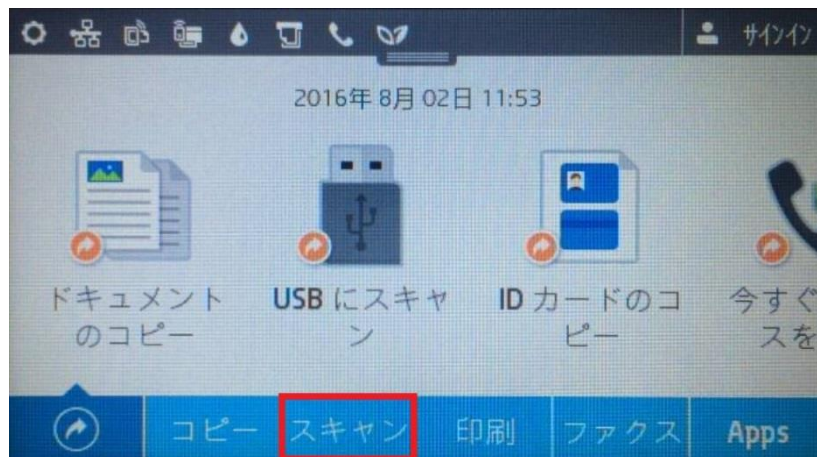 サインイン
2016年 8月 02日 11:53
ドキュメント
のコピー
USB にスキャ
ン
ID カードのコ
ピー
今すぐ
スを
コピー
スキャン
印刷
ファクス
Apps